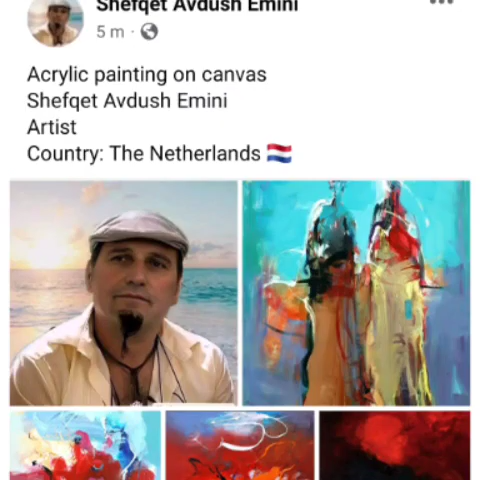 Shefqet Avdush Emini
5 m ·
Acrylic painting on canvas
Shefqet Avdush Emini
Artist
Country: The Netherlands 🇳🇱